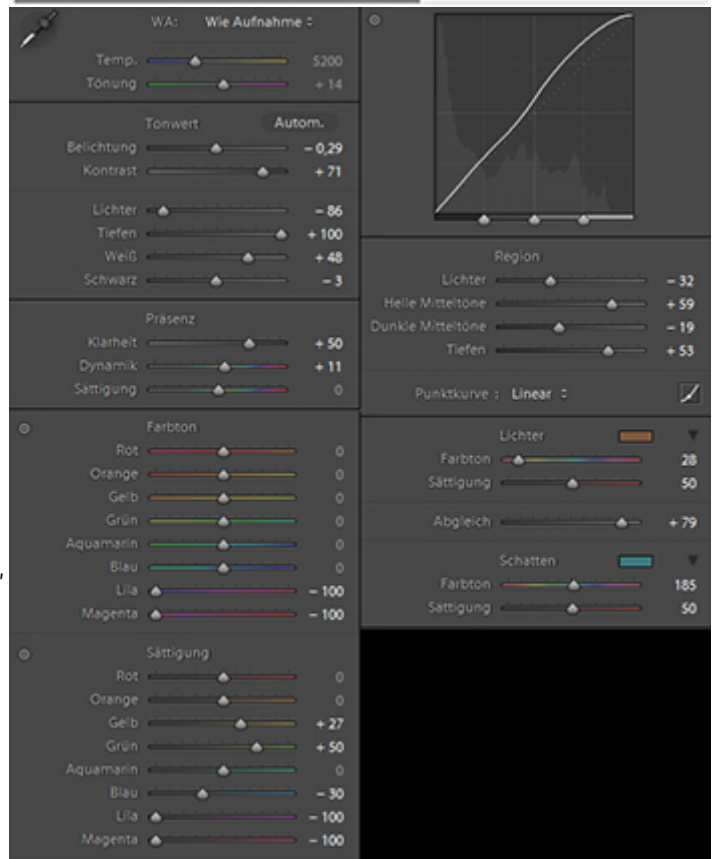 WA: Wie Aufnahme
Temp. 5200
Tönung + 14
Tonwert Autom.
Belichtung – 0,29
Kontrast + 71
Lichter – 86
Tiefen + 100
Weiß + 48
Schwarz – 3
Präsenz
Klarheit + 50
Dynamik + 11
Sättigung 0
Farbton
Rot 0
Orange 0
Gelb 0
Grün 0
Aquamarin 0
Blau 0
Lila – 100
Magenta – 100
Sättigung
Rot 0
Orange 0
Gelb + 27
Grün + 50
Aquamarin 0
Blau – 30
Lila – 100
Magenta – 100
Region
Lichter – 32
Helle Mitteltöne + 59
Dunkle Mitteltöne – 19
Tiefen + 53
Punktkurve : Linear
Lichter
Farbton 28
Sättigung 50
Abgleich + 79
Schatten
Farbton 185
Sättigung 50